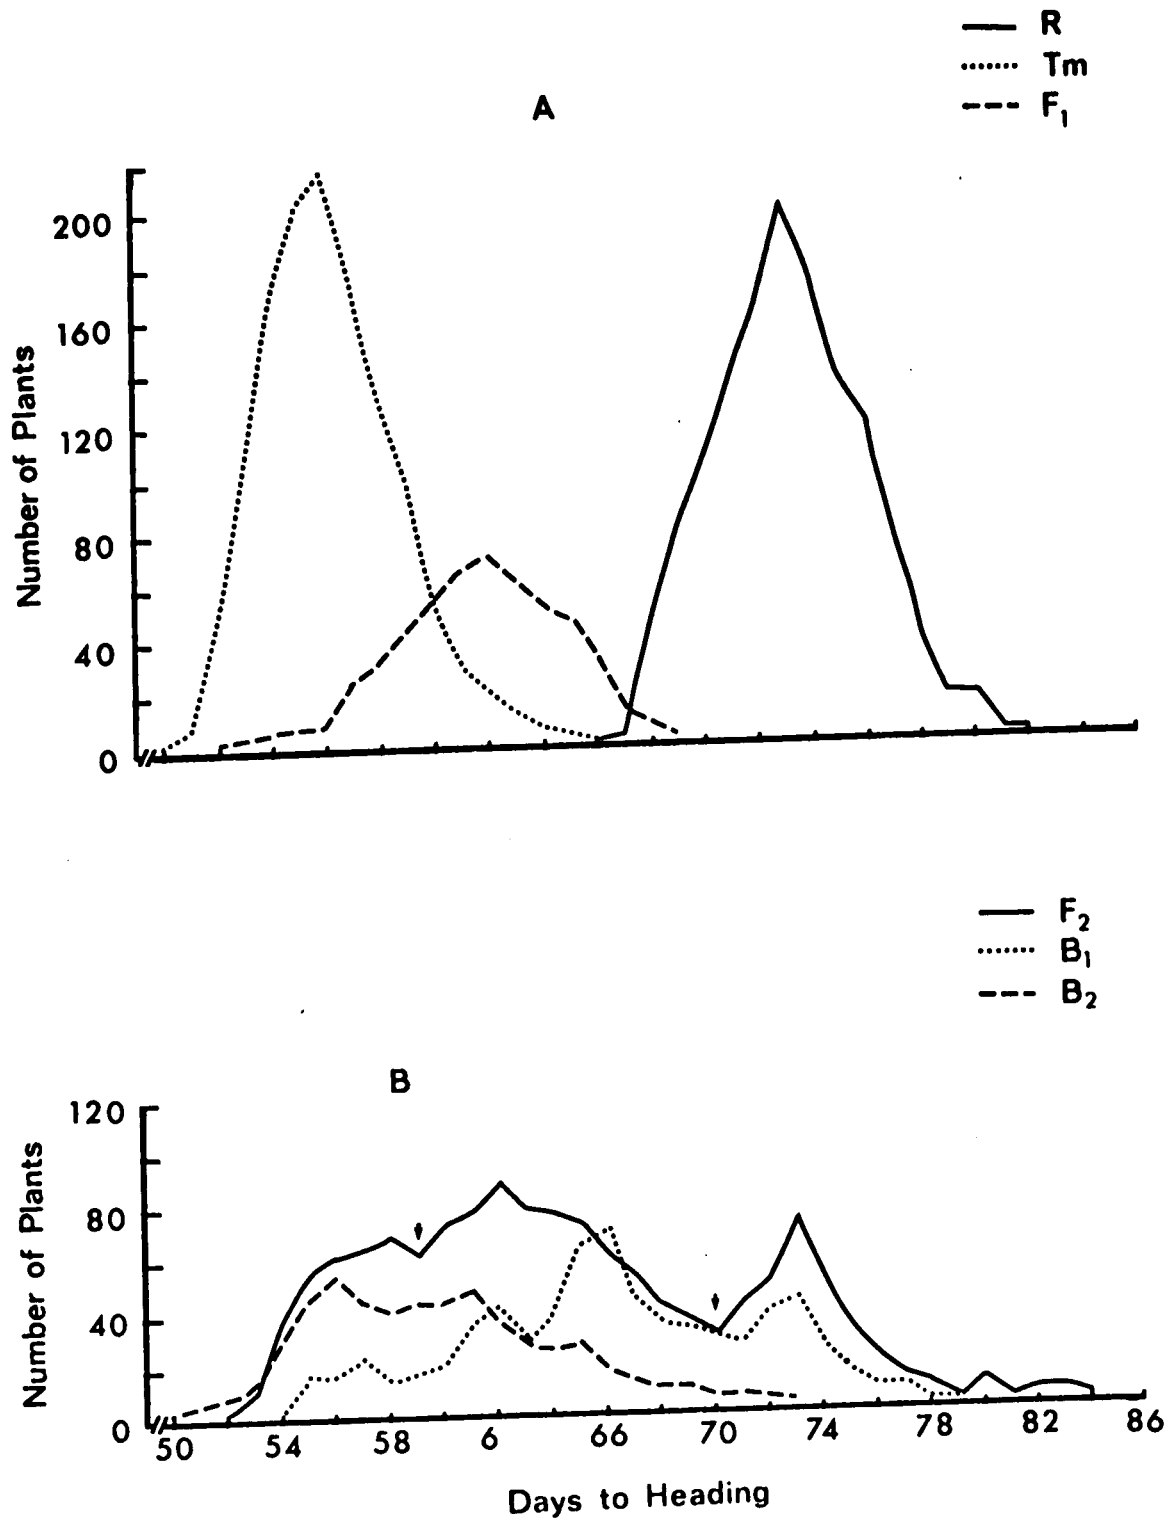 R
Tm
F₁
A
200
160
120
80
40
0
Number of Plants
F₂
B₁
B₂
B
120
80
40
0
Number of Plants
50 54 58 6 66 70 74 78 82 86
Days to Heading